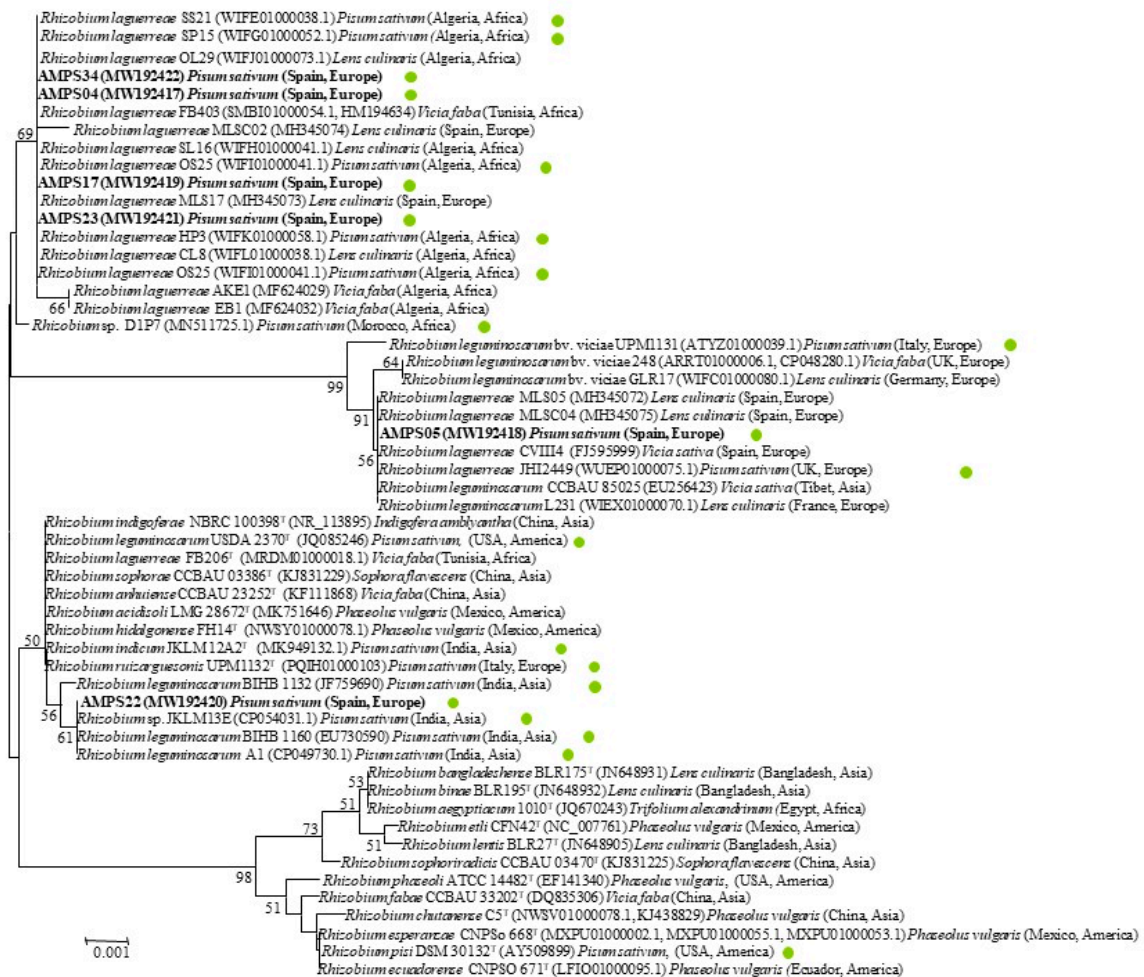 Rhizobium laguerreae SS21 (WIFE01000038.1) Pisum sativum (Algeria, Africa)
Rhizobium laguerreae SP15 (WIFG01000052.1) Pisum sativum (Algeria, Africa)
Rhizobium laguerreae OL29 (WIFJ01000073.1) Lens culinaris (Algeria, Africa)
AMPS34 (MW192422) Pisum sativum (Spain, Europe)
AMPS04 (MW192417) Pisum sativum (Spain, Europe)
Rhizobium laguerreae FB403 (SMBI01000054.1, HM194634) Vicia faba (Tunisia, Africa)
69
Rhizobium laguerreae MLSC02 (MH345074) Lens culinaris (Spain, Europe)
Rhizobium laguerreae SL16 (WIFH01000041.1) Lens culinaris (Algeria, Africa)
Rhizobium laguerreae OS25 (WIFI01000041.1) Pisum sativum (Algeria, Africa)
AMPS17 (MW192419) Pisum sativum (Spain, Europe)
Rhizobium laguerreae MLS17 (MH345073) Lens culinaris (Spain, Europe)
AMPS23 (MW192421) Pisum sativum (Spain, Europe)
Rhizobium laguerreae HP3 (WIFK01000058.1) Pisum sativum (Algeria, Africa)
Rhizobium laguerreae CL8 (WIFL01000038.1) Lens culinaris (Algeria, Africa)
Rhizobium laguerreae OS25 (WIFI01000041.1) Pisum sativum (Algeria, Africa)
Rhizobium laguerreae AKE1 (MF624029) Vicia faba (Algeria, Africa)
66
Rhizobium laguerreae EB1 (MF624032) Vicia faba (Algeria, Africa)
Rhizobium sp. D1P7 (MN511725.1) Pisum sativum (Morocco, Africa)
Rhizobium leguminosarum bv. viciae UPM1131 (ATYZ01000039.1) Pisum sativum (Italy, Europe)
64
Rhizobium leguminosarum bv. viciae 248 (ARRT01000006.1, CP048280.1) Vicia faba (UK, Europe)
Rhizobium leguminosarum bv. viciae GLR17 (WIFC01000080.1) Lens culinaris (Germany, Europe)
99
Rhizobium laguerreae MLS05 (MH345072) Lens culinaris (Spain, Europe)
91
Rhizobium laguerreae MLSC04 (MH345075) Lens culinaris (Spain, Europe)
AMPS05 (MW192418) Pisum sativum (Spain, Europe)
Rhizobium laguerreae CVIII4 (FJ595999) Vicia sativa (Spain, Europe)
56
Rhizobium laguerreae JHI2449 (WUEP01000075.1) Pisum sativum (UK, Europe)
Rhizobium leguminosarum CCBAU 85025 (EU256423) Vicia sativa (Tibet, Asia)
Rhizobium leguminosarum L231 (WIEX01000070.1) Lens culinaris (France, Europe)
Rhizobium indigoferae NBRC 100398ᵀ (NR_113895) Indigofera amblyantha (China, Asia)
Rhizobium leguminosarum USDA 2370ᵀ (JQ085246) Pisum sativum, (USA, America)
Rhizobium laguerreae FB206ᵀ (MRDM01000018.1) Vicia faba (Tunisia, Africa)
Rhizobium sophorae CCBAU 03386ᵀ (KJ831229) Sophora flavescens (China, Asia)
Rhizobium anhuiense CCBAU 23252ᵀ (KF111868) Vicia faba (China, Asia)
Rhizobium acidisoli LMG 28672ᵀ (MK751646) Phaseolus vulgaris (Mexico, America)
Rhizobium hidalgonense FH14ᵀ (NWSY01000078.1) Phaseolus vulgaris (Mexico, America)
50
Rhizobium indicum JKLM12A2ᵀ (MK949132.1) Pisum sativum (India, Asia)
Rhizobium ruizarguesonis UPM1132ᵀ (PQIH01000103) Pisum sativum (Italy, Europe)
Rhizobium leguminosarum BIHB 1132 (JF759690) Pisum sativum (India, Asia)
56
AMPS22 (MW192420) Pisum sativum (Spain, Europe)
Rhizobium sp. JKLM13E (CP054031.1) Pisum sativum (India, Asia)
61
Rhizobium leguminosarum BIHB 1160 (EU730590) Pisum sativum (India, Asia)
Rhizobium leguminosarum A1 (CP049730.1) Pisum sativum (India, Asia)
Rhizobium bangladeshense BLR175ᵀ (JN648931) Lens culinaris (Bangladesh, Asia)
53
Rhizobium binae BLR195ᵀ (JN648932) Lens culinaris (Bangladesh, Asia)
51
Rhizobium aegyptiacum 1010ᵀ (JQ670243) Trifolium alexandrinum (Egypt, Africa)
73
Rhizobium etli CFN42ᵀ (NC_007761) Phaseolus vulgaris (Mexico, America)
51
Rhizobium lentis BLR27ᵀ (JN648905) Lens culinaris (Bangladesh, Asia)
Rhizobium sophoriradicis CCBAU 03470ᵀ (KJ831225) Sophora flavescens (China, Asia)
98
Rhizobium phaseoli ATCC 14482ᵀ (EF141340) Phaseolus vulgaris, (USA, America)
Rhizobium fabae CCBAU 33202ᵀ (DQ835306) Vicia faba (China, Asia)
51
Rhizobium chutanense C5ᵀ (NWSV01000078.1, KJ438829) Phaseolus vulgaris (China, Asia)
Rhizobium esperanzae CNPSo 668ᵀ (MXPU01000002.1, MXPU01000055.1, MXPU01000053.1) Phaseolus vulgaris (Mexico, America)
Rhizobium pisi DSM 30132ᵀ (AY509899) Pisum sativum, (USA, America)
0.001
Rhizobium ecuadorense CNPSO 671ᵀ (LFIO01000095.1) Phaseolus vulgaris (Ecuador, America)